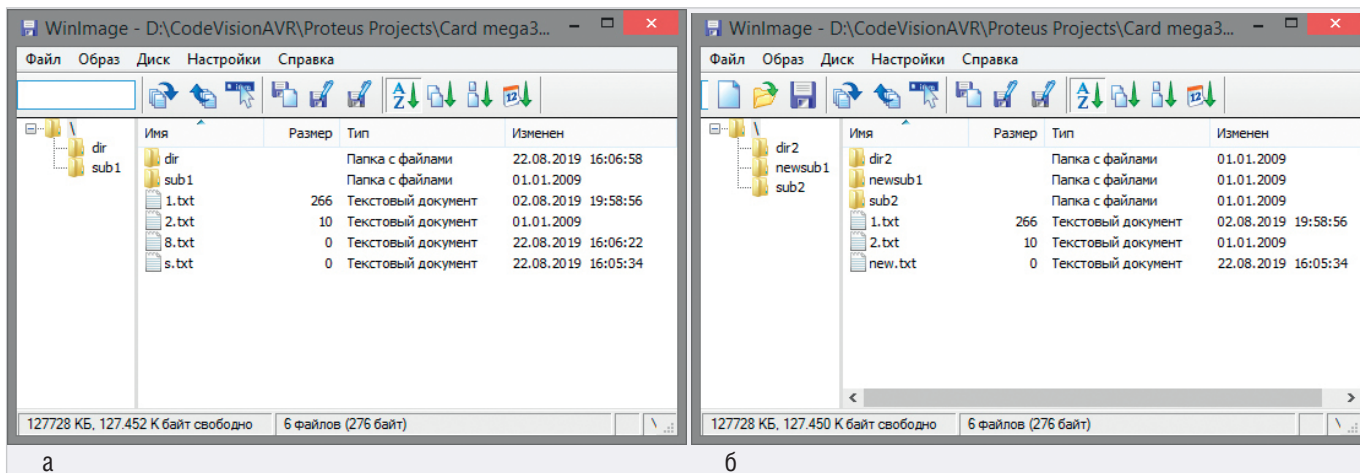 WinImage - D:\CodeVisionAVR\Proteus Projects\Card mega3...
Файл Образ Диск Настройки Справка
\
dir
sub1
Имя Размер Тип Изменен
dir Папка с файлами 22.08.2019 16:06:58
sub1 Папка с файлами 01.01.2009
1.txt 266 Текстовый документ 02.08.2019 19:58:56
2.txt 10 Текстовый документ 01.01.2009
8.txt 0 Текстовый документ 22.08.2019 16:06:22
s.txt 0 Текстовый документ 22.08.2019 16:05:34
127728 КБ, 127.452 К байт свободно 6 файлов (276 байт) \
а
WinImage - D:\CodeVisionAVR\Proteus Projects\Card mega3...
Файл Образ Диск Настройки Справка
\
dir2
newsub1
sub2
Имя Размер Тип Изменен
dir2 Папка с файлами 01.01.2009
newsub1 Папка с файлами 01.01.2009
sub2 Папка с файлами 01.01.2009
1.txt 266 Текстовый документ 02.08.2019 19:58:56
2.txt 10 Текстовый документ 01.01.2009
new.txt 0 Текстовый документ 22.08.2019 16:05:34
127728 КБ, 127.450 К байт свободно 6 файлов (276 байт) \
б